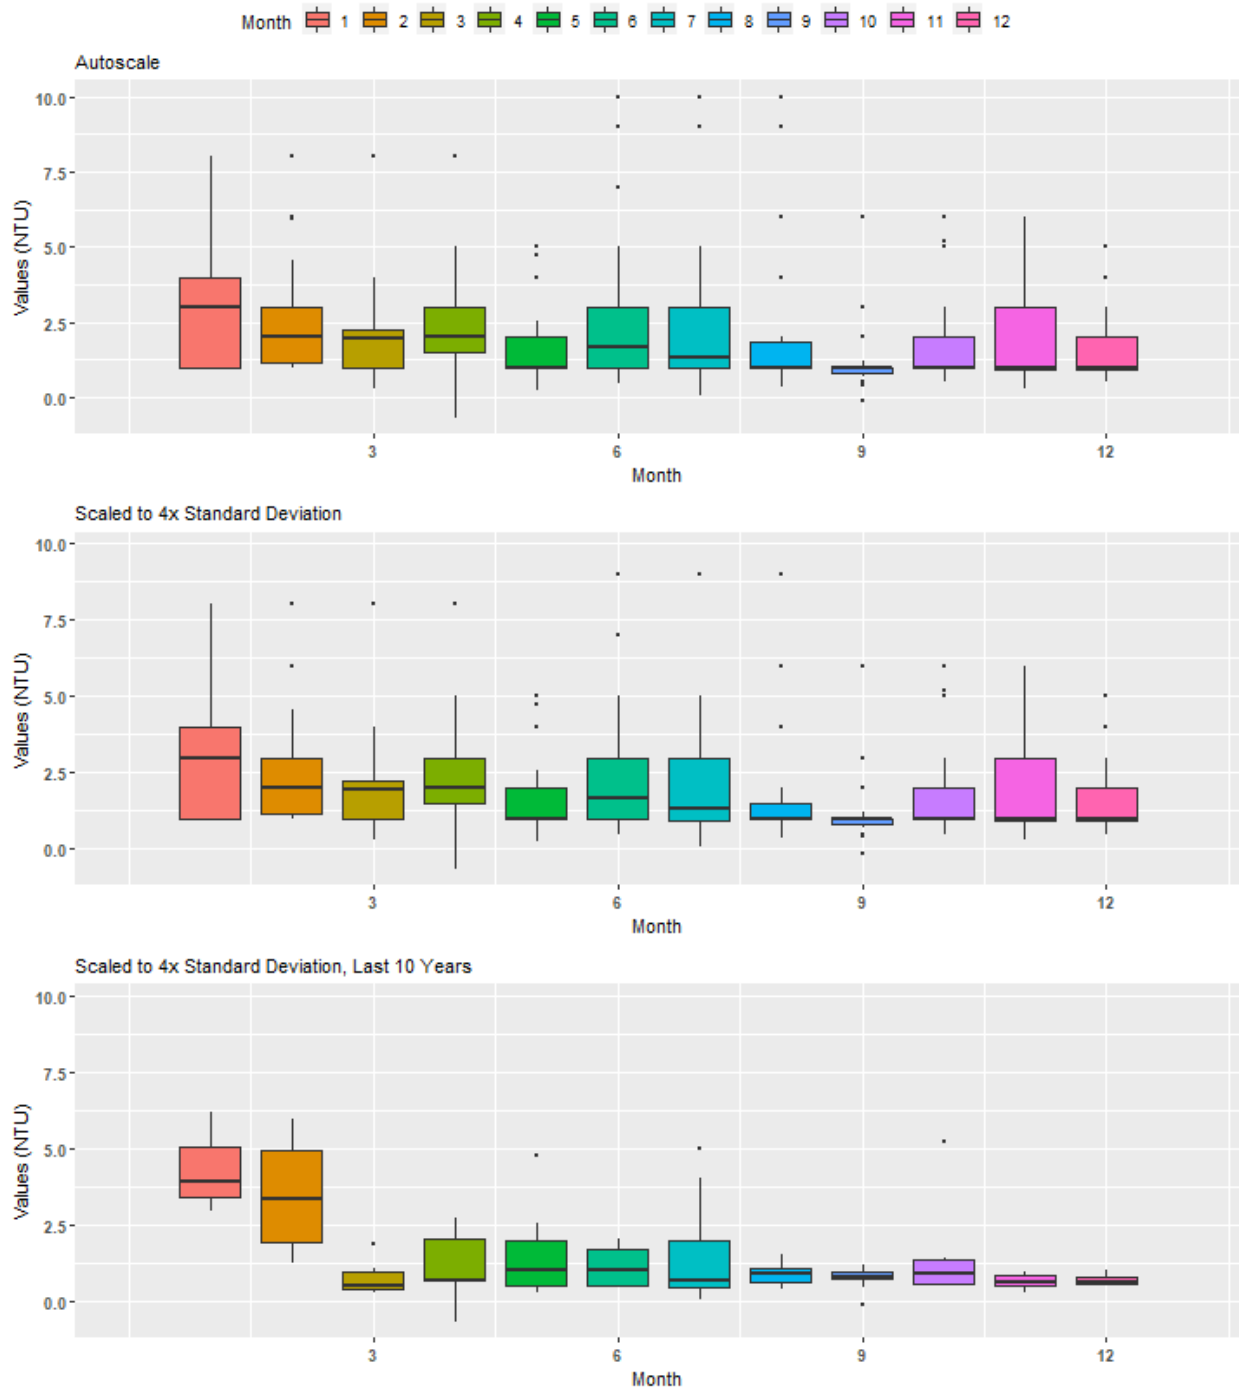 Month 1 2 3 4 5 6 7 8 9 10 11 12
Autoscale
10.0
7.5
5.0
2.5
0.0
Values (NTU)
3 6 9 12
Month
Scaled to 4x Standard Deviation
10.0
7.5
5.0
2.5
0.0
Values (NTU)
3 6 9 12
Month
Scaled to 4x Standard Deviation, Last 10 Years
10.0
7.5
5.0
2.5
0.0
Values (NTU)
3 6 9 12
Month